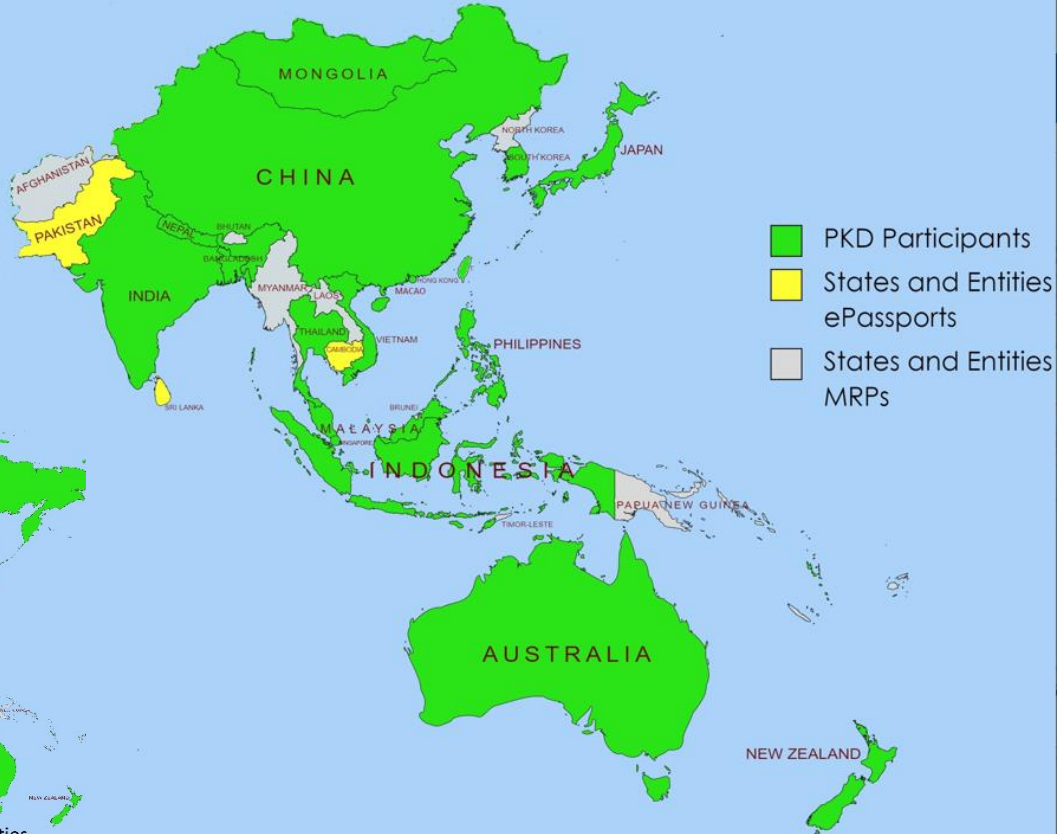 MONGOLIA
NORTH KOREA
JAPAN
SOUTH KOREA
CHINA
AFGHANISTAN
PAKISTAN
NEPAL
BHUTAN
BANGLADESH
HONG KONG
MACAO
INDIA
MYANMAR
LAOS
THAILAND
VIETNAM
CAMBODIA
PHILIPPINES
SRI LANKA
BRUNEI
MALAYSIA
SINGAPORE
INDONESIA
PAPUA NEW GUINEA
TIMOR-LESTE
AUSTRALIA
NEW ZEALAND
PKD Participants
States and Entities
ePassports
States and Entities
MRPs
NEW ZEALAND